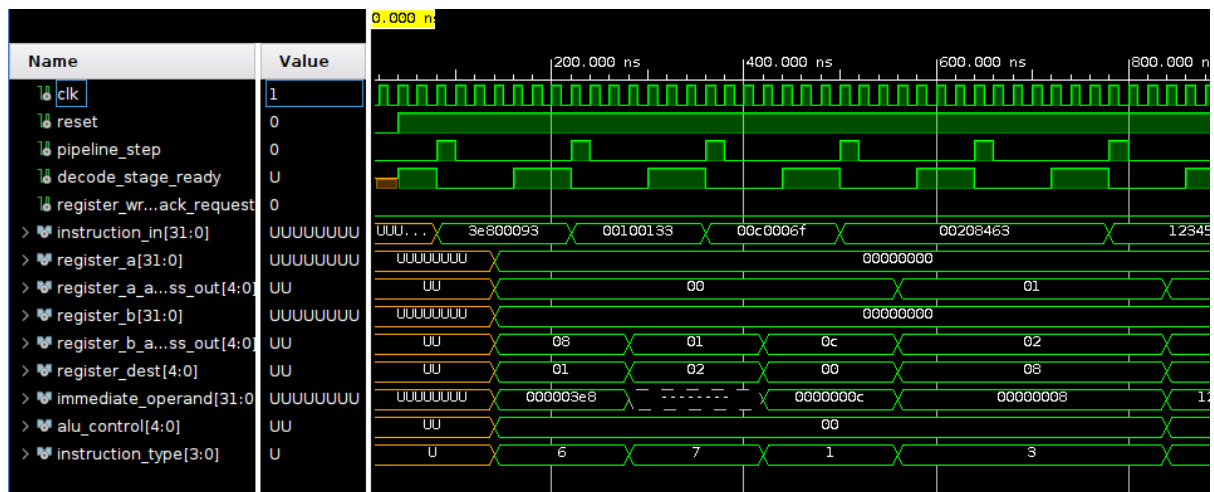 0.000 n
Name Value
200.000 ns 400.000 ns 600.000 ns 800.000 n
clk 1
reset 0
pipeline_step 0
decode_stage_ready U
register_wr...ack_request 0
instruction_in[31:0] UUUUUUUU UUU... 3e800093 00100133 00c0006f 00208463 12345
register_a[31:0] UUUUUUUU UUUUUUUU 00000000
register_a_a...ss_out[4:0] UU UU 00 01
register_b[31:0] UUUUUUUU UUUUUUUU 00000000
register_b_a...ss_out[4:0] UU UU 08 01 0c 02
register_dest[4:0] UU UU 01 02 00 08
immediate_operand[31:0 UUUUUUUU UUUUUUUU 000003e8 -------- 0000000c 00000008 12
alu_control[4:0] UU UU 00
instruction_type[3:0] U U 6 7 1 3